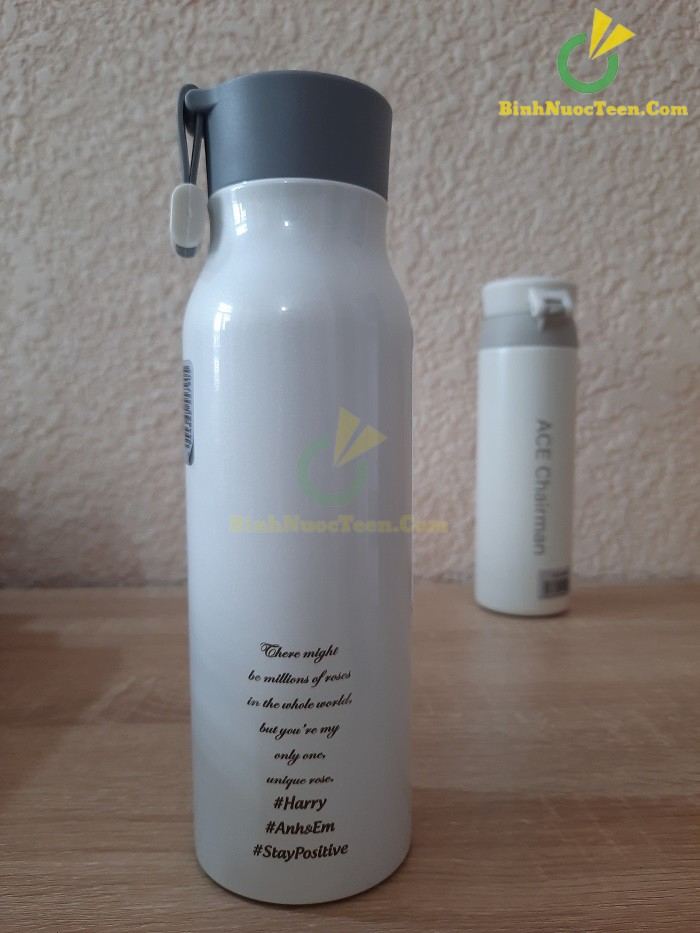 BinhNuocTeen.Com
ACE Chairman
BinhNuocTeen.Com
There might
be millions of roses
in the whole world,
but you're my
only one,
unique rose.
#Harry
#Anh&Em
#StayPositive